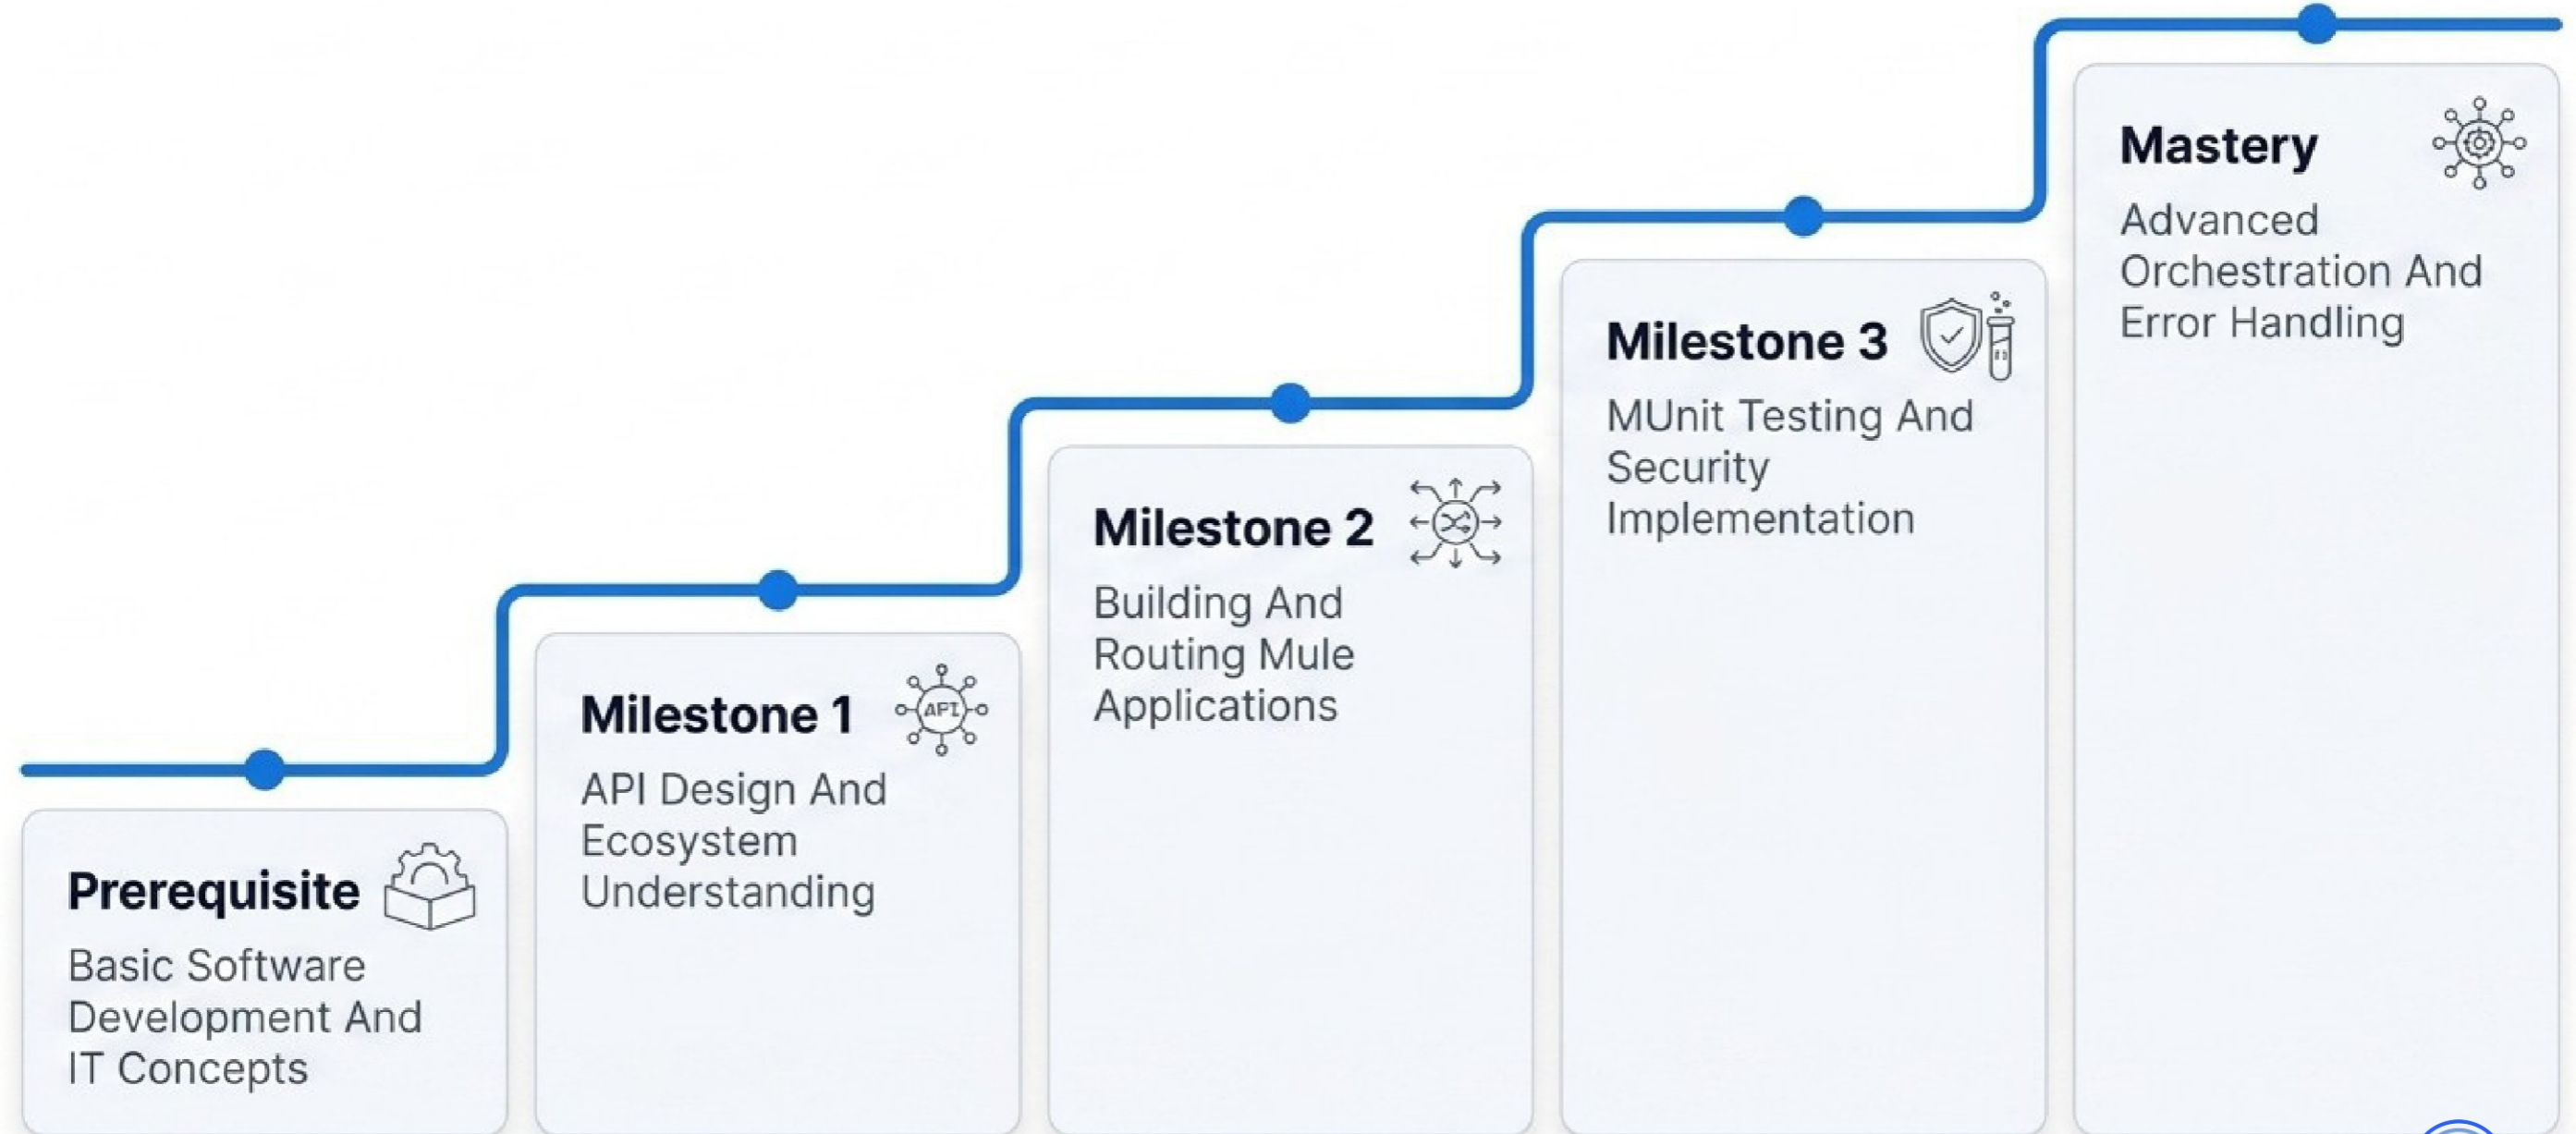 Prerequisite
Basic Software
Development And
IT Concepts
Milestone 1
API
API Design And
Ecosystem
Understanding
Milestone 2
Building And
Routing Mule
Applications
Milestone 3
MUnit Testing And
Security
Implementation
Mastery
Advanced
Orchestration And
Error Handling